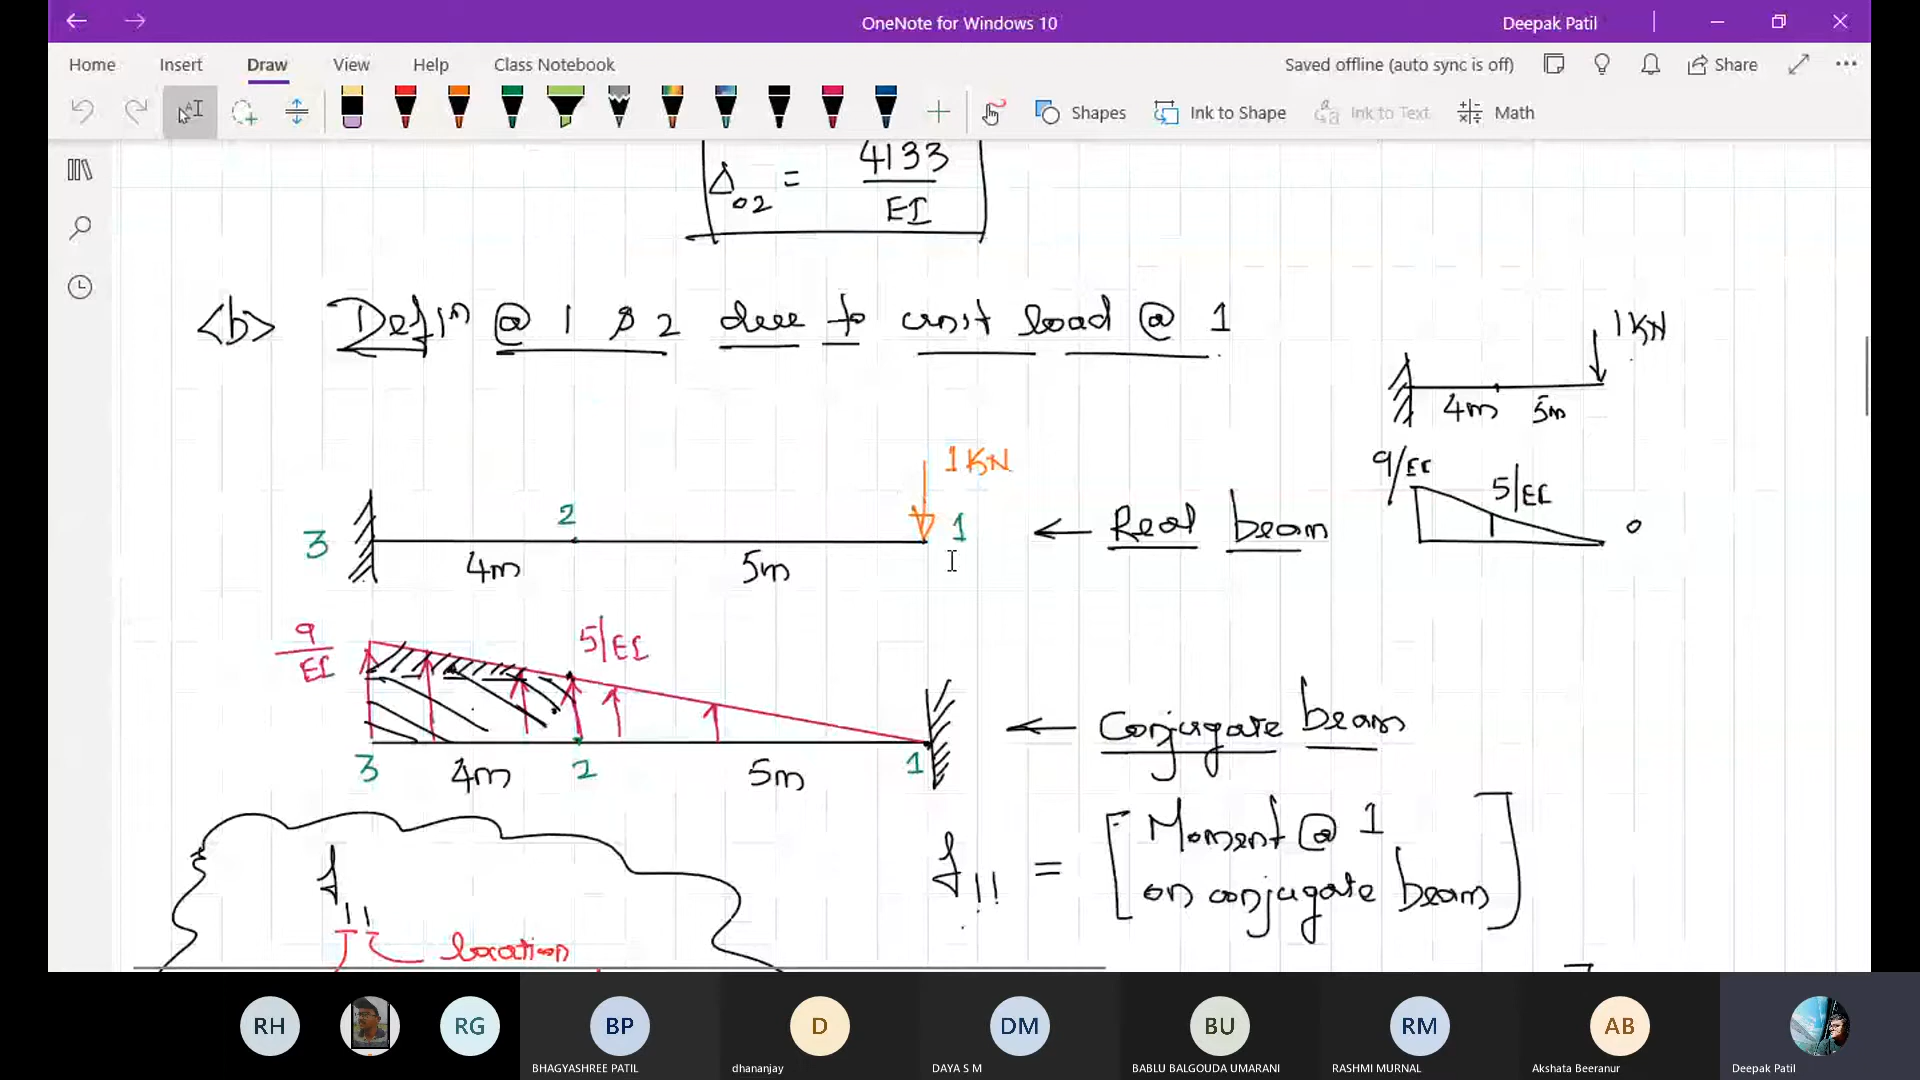 OneNote for Windows 10
Deepak Patil
Home Insert Draw View Help Class Notebook
Saved offline (auto sync is off) Share
Shapes Ink to Shape Ink to Text Math
Δ₀₂ = 4133/EI
<b> Defln @ 1 & 2 due to unit load @ 1
1KN
4m 5m
9/EI
5/EI
0
1KN
3 2 1
4m 5m
← Real beam
9/EI
5/EI
3 4m 2 5m 1
← Conjugate beam
f₁₁ = [Moment @ 1
on conjugate beam]
f₁₁
location
RH RG BP D DM BU RM AB
BHAGYASHREE PATIL dhananjay DAYA S M BABLU BALGOUDA UMARANI RASHMI MURNAL Akshata Beeranur Deepak Patil